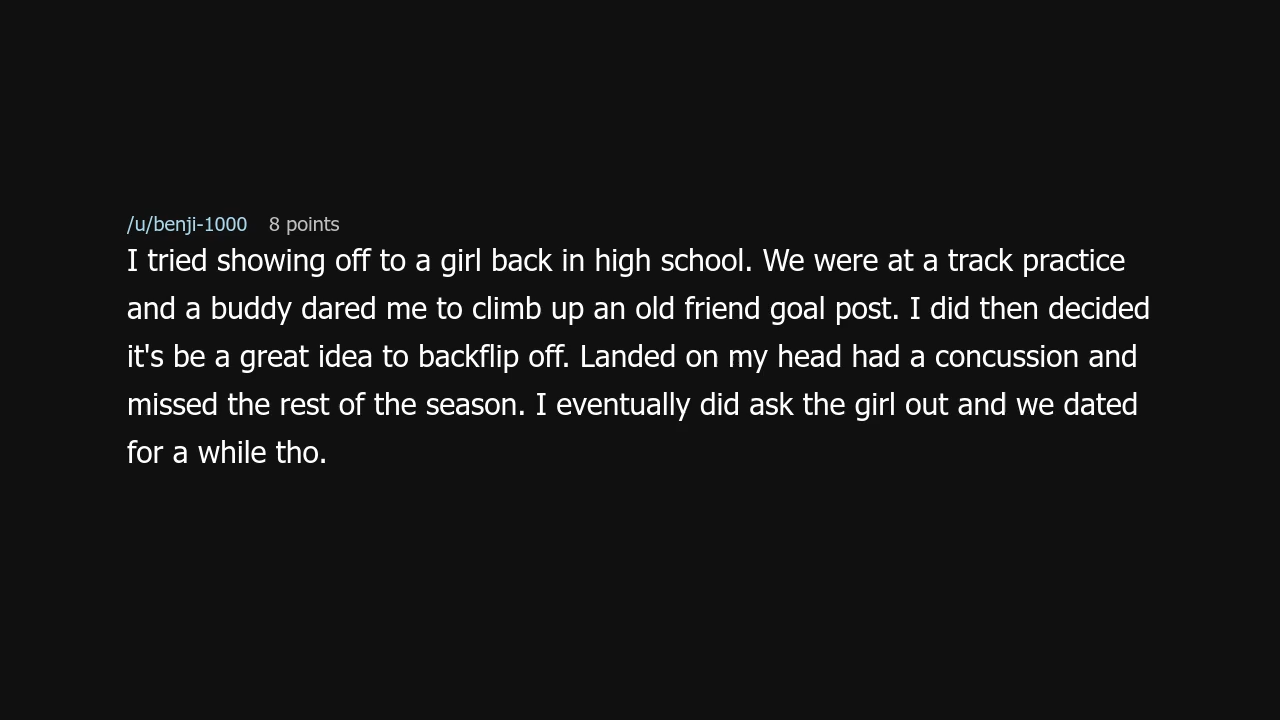 /u/benji-1000 8 points
I tried showing off to a girl back in high school. We were at a track practice
and a buddy dared me to climb up an old friend goal post. I did then decided
it's be a great idea to backflip off. Landed on my head had a concussion and
missed the rest of the season. I eventually did ask the girl out and we dated
for a while tho.